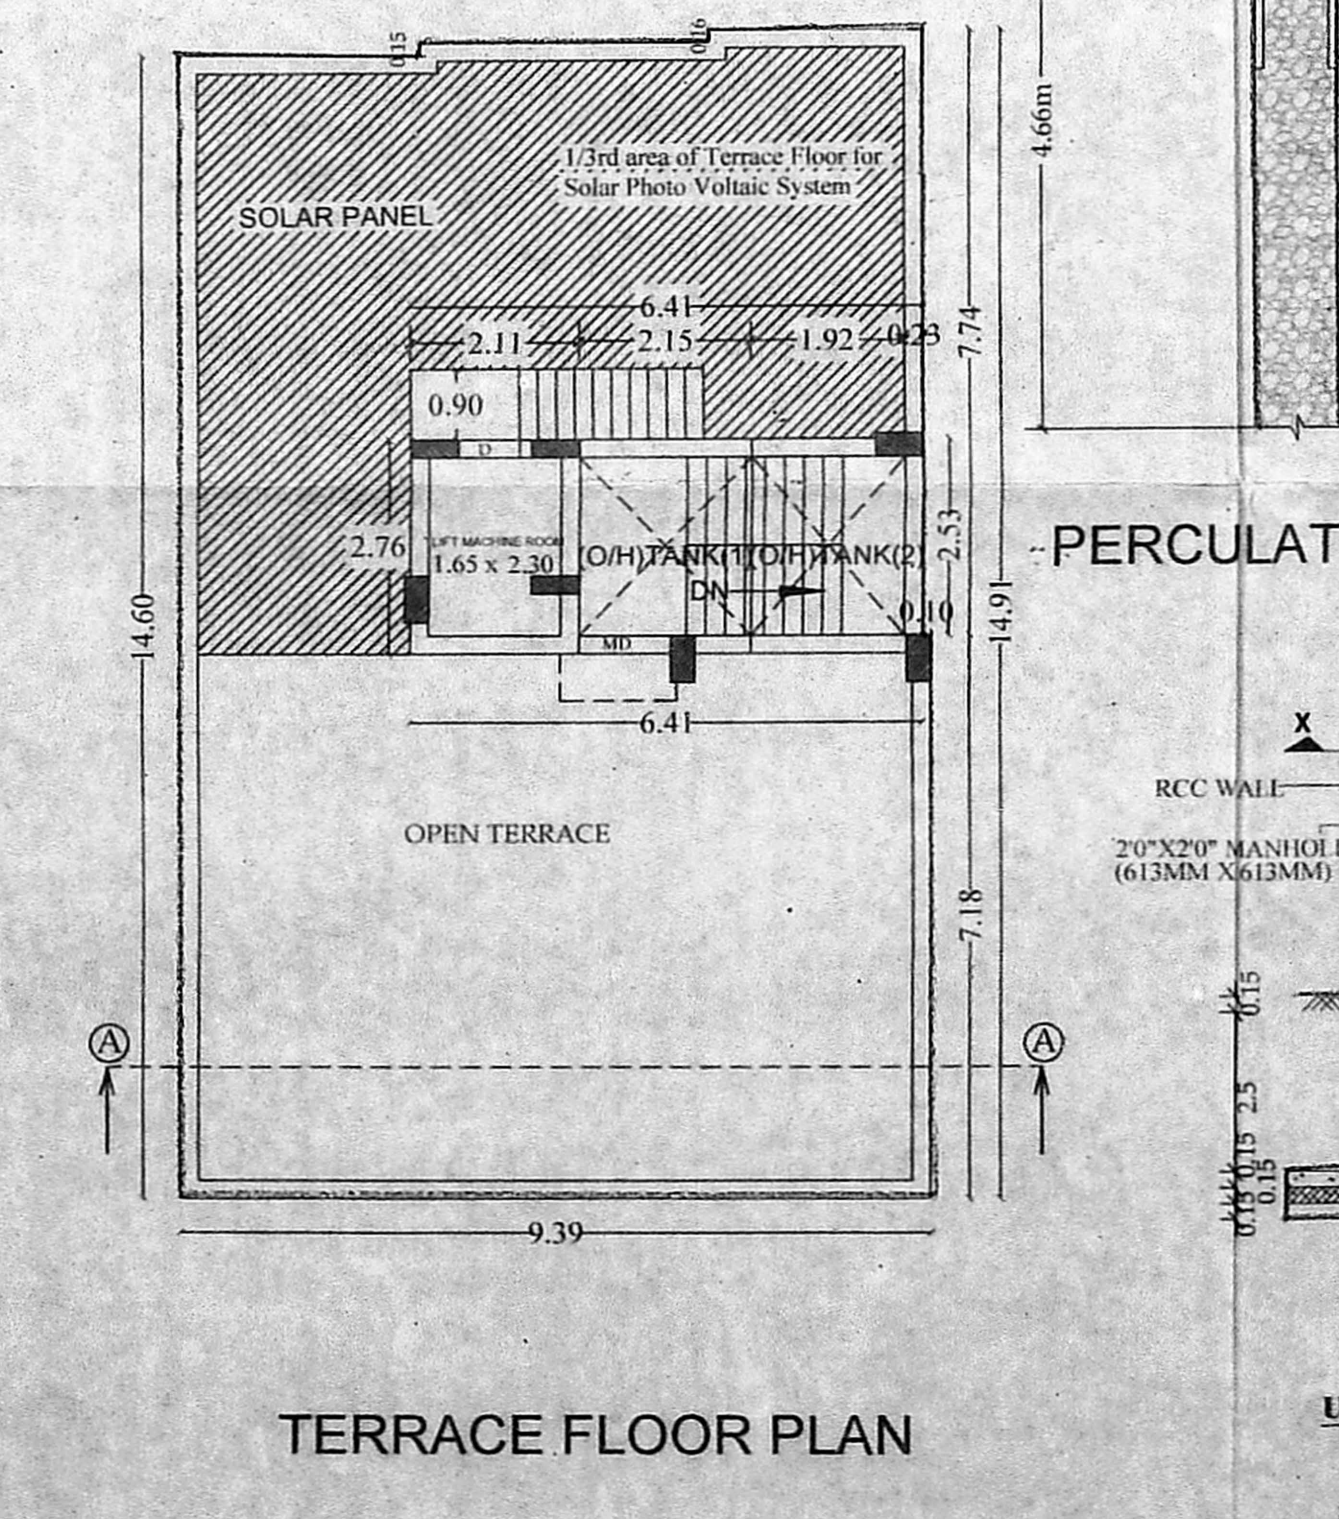 0.15
0.16
1/3rd area of Terrace Floor for
Solar Photo Voltaic System
SOLAR PANEL
4.66m
6.41
2.11 2.15 1.92 0.23
7.74
0.90
D
2.76
LIFT MACHINE ROOM
1.65 x 2.30
(O/H)TANK(1)
(O/H)TANK(2)
DN
2.53
0.10
14.60
14.91
PERCULAT
MD
6.41
X
RCC WALL
OPEN TERRACE
2'0"X2'0" MANHOL
(613MM X 613MM)
7.18
0.15
A
A
2.5
0.15
0.15
0.15
9.39
TERRACE FLOOR PLAN